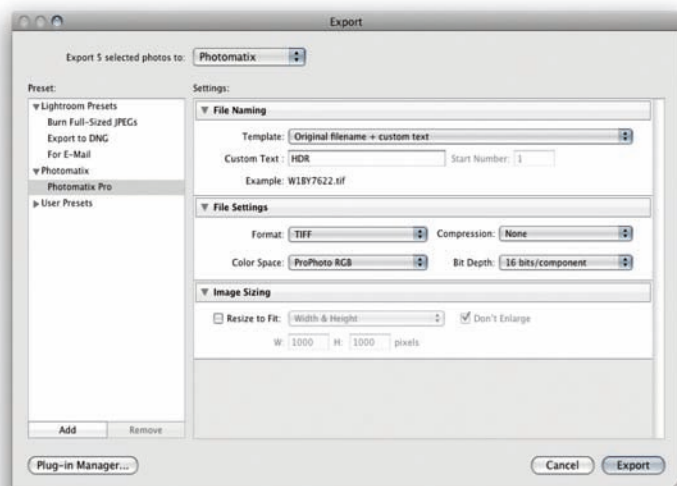 Export
Export 5 selected photos to: Photomatix
Preset:
Lightroom Presets
Burn Full-Sized JPEGs
Export to DNG
For E-Mail
Photomatix
Photomatix Pro
User Presets
Add Remove
Settings:
File Naming
Template: Original filename + custom text
Custom Text : HDR Start Number: 1
Example: W1BY7622.tif
File Settings
Format: TIFF Compression: None
Color Space: ProPhoto RGB Bit Depth: 16 bits/component
Image Sizing
Resize to Fit: Width & Height Don't Enlarge
W: 1000 H: 1000 pixels
Plug-in Manager... Cancel Export